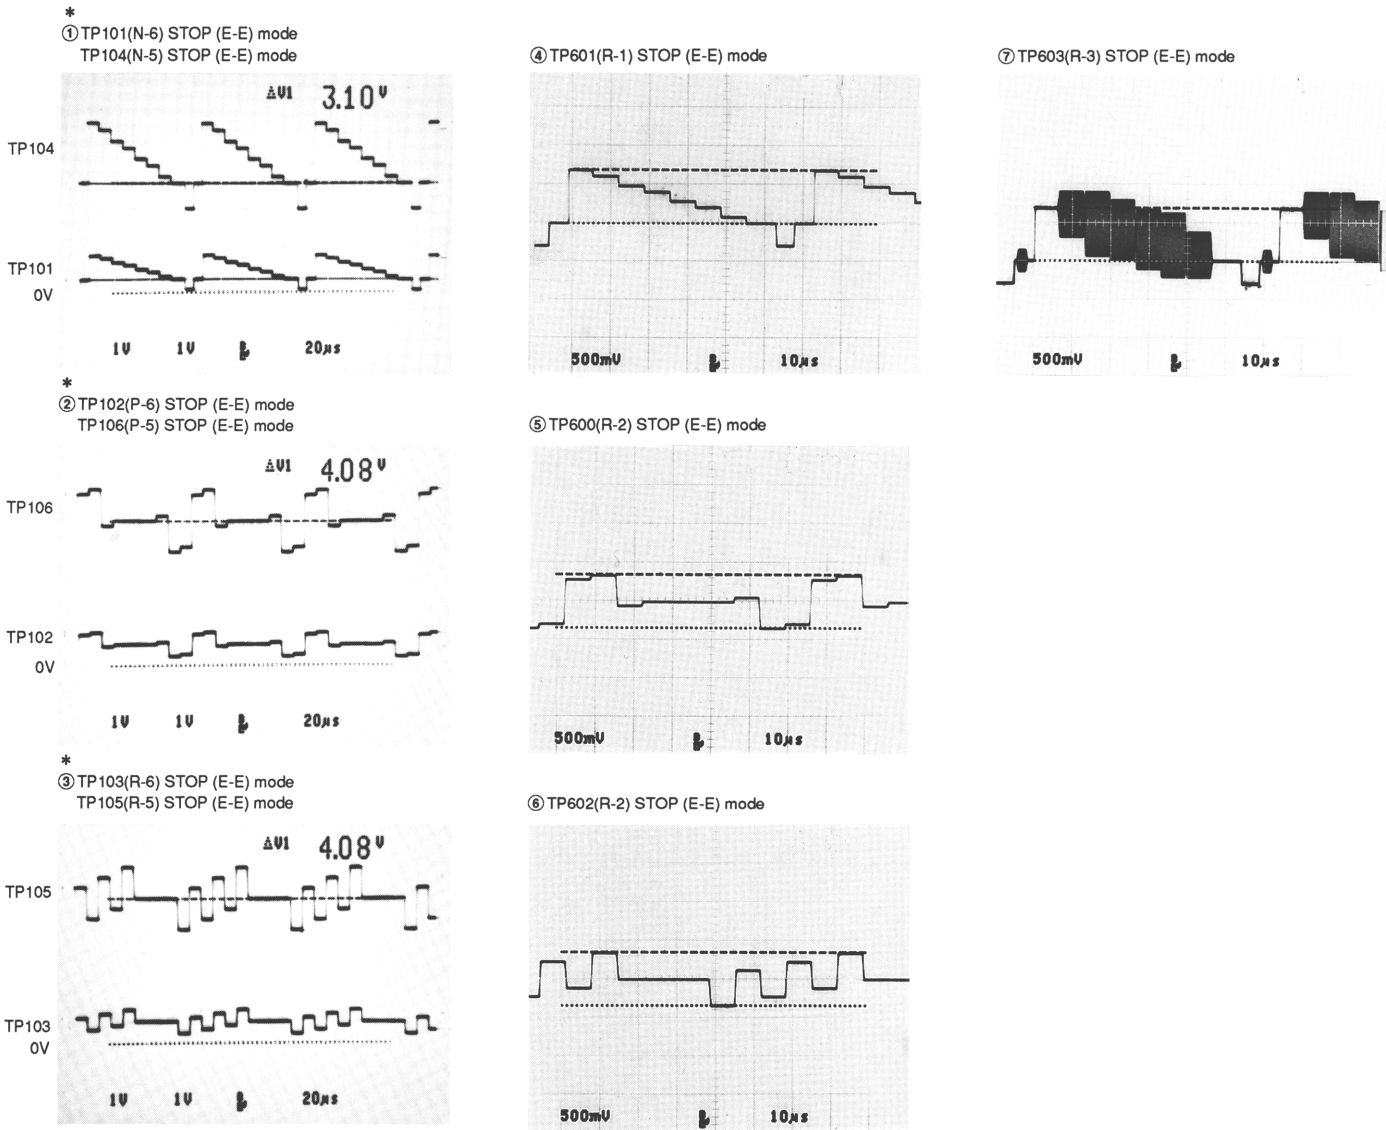 *
① TP101(N-6) STOP (E-E) mode
TP104(N-5) STOP (E-E) mode
ΔV1 3.10 V
TP104
TP101
0V
1V 1V 20µs
*
② TP102(P-6) STOP (E-E) mode
TP106(P-5) STOP (E-E) mode
ΔV1 4.08 V
TP106
TP102
0V
1V 1V 20µs
*
③ TP103(R-6) STOP (E-E) mode
TP105(R-5) STOP (E-E) mode
ΔV1 4.08 V
TP105
TP103
0V
1V 1V 20µs
④ TP601(R-1) STOP (E-E) mode
500mV 10µs
⑤ TP600(R-2) STOP (E-E) mode
500mV 10µs
⑥ TP602(R-2) STOP (E-E) mode
500mV 10µs
⑦ TP603(R-3) STOP (E-E) mode
500mV 10µs